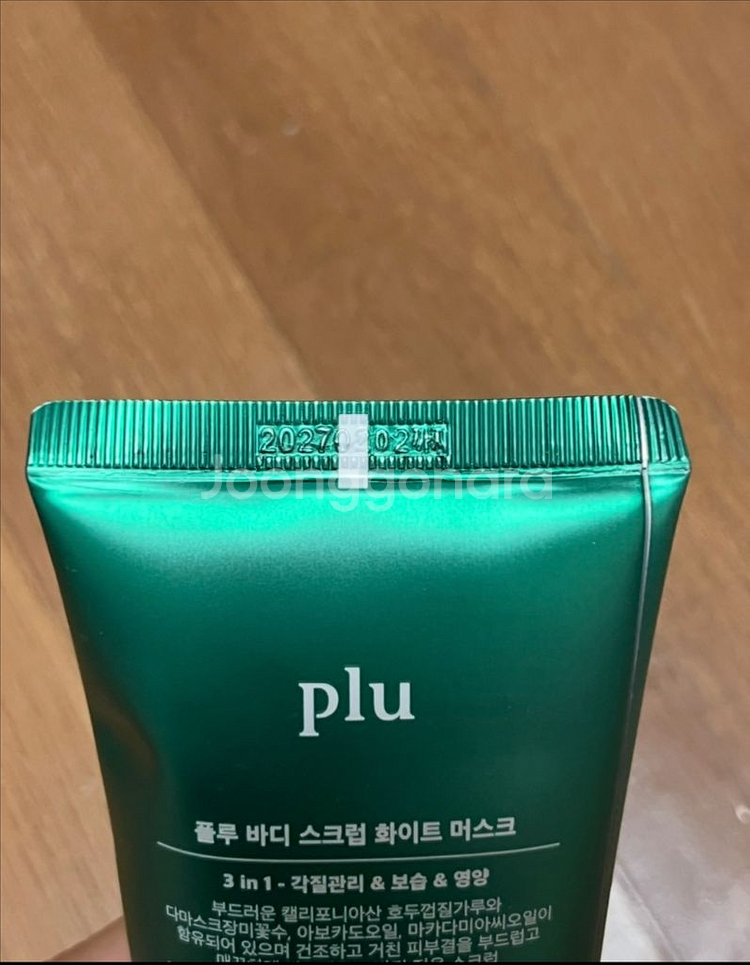 Joonggonara
plu
플루 바디 스크럽 화이트 머스크
3 in 1 - 각질관리 & 보습 & 영양
부드러운 캘리포니아산 호두껍질가루와
다마스크장미꽃수, 아보카도오일, 마카다미아씨오일이
함유되어 있으며 건조하고 거친 피부결을 부드럽고